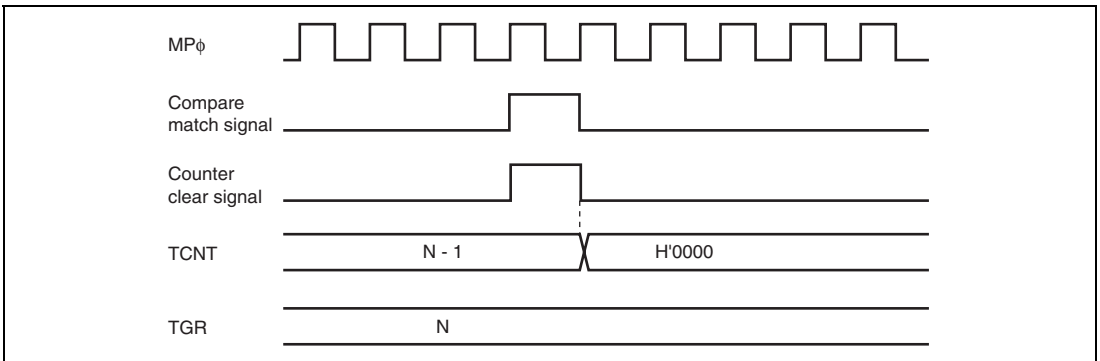 MPϕ
Compare
match signal
Counter
clear signal
TCNT
N - 1
H'0000
TGR
N